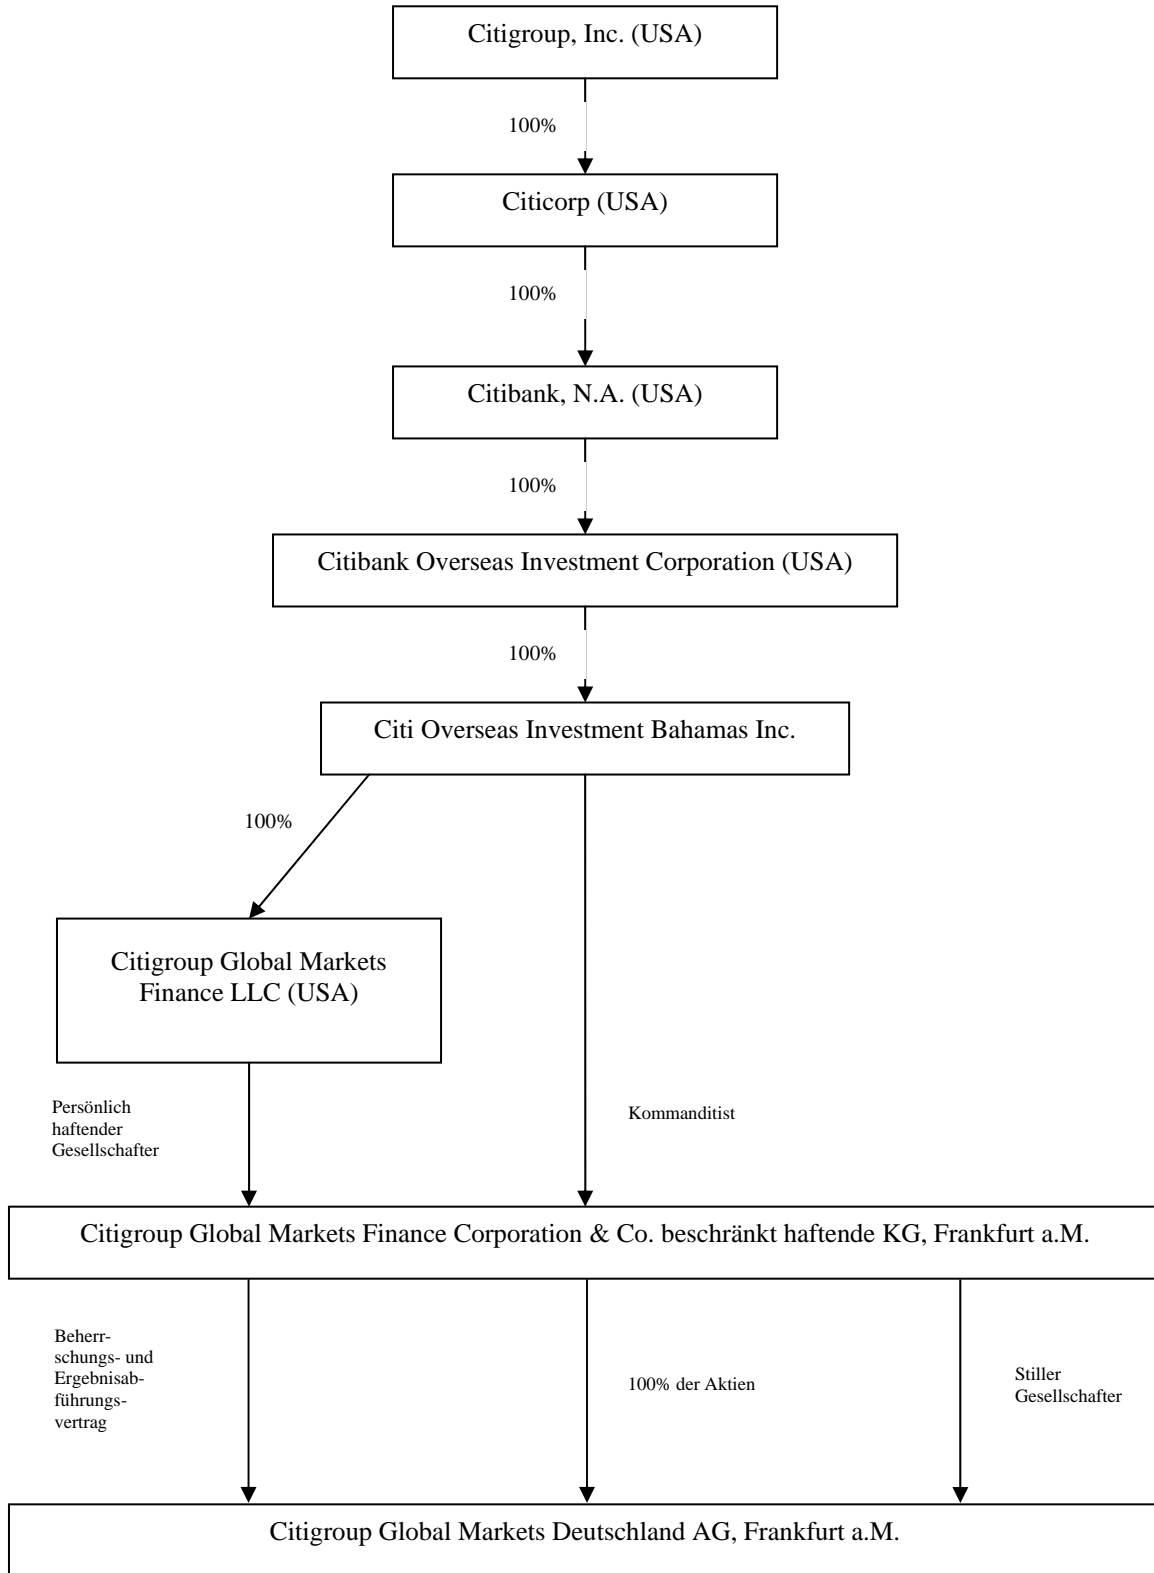 Citigroup, Inc. (USA)
100%
Citicorp (USA)
100%
Citibank, N.A. (USA)
100%
Citibank Overseas Investment Corporation (USA)
100%
Citi Overseas Investment Bahamas Inc.
100%
Citigroup Global Markets
Finance LLC (USA)
Persönlich
haftender
Gesellschafter
Kommanditist
Citigroup Global Markets Finance Corporation & Co. beschränkt haftende KG, Frankfurt a.M.
Beherr-
schungs- und
Ergebnisab-
führungs-
vertrag
100% der Aktien
Stiller
Gesellschafter
Citigroup Global Markets Deutschland AG, Frankfurt a.M.